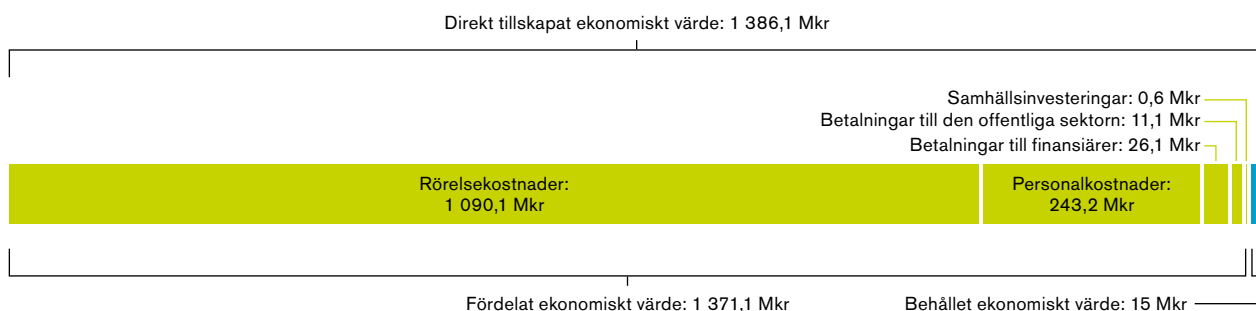 Direkt tillskapat ekonomiskt värde: 1 386,1 Mkr
Samhällsinvesteringar: 0,6 Mkr
Betalningar till den offentliga sektorn: 11,1 Mkr
Betalningar till finansiärer: 26,1 Mkr
Rörelsekostnader:
1 090,1 Mkr
Personalkostnader:
243,2 Mkr
Fördelat ekonomiskt värde: 1 371,1 Mkr
Behållet ekonomiskt värde: 15 Mkr